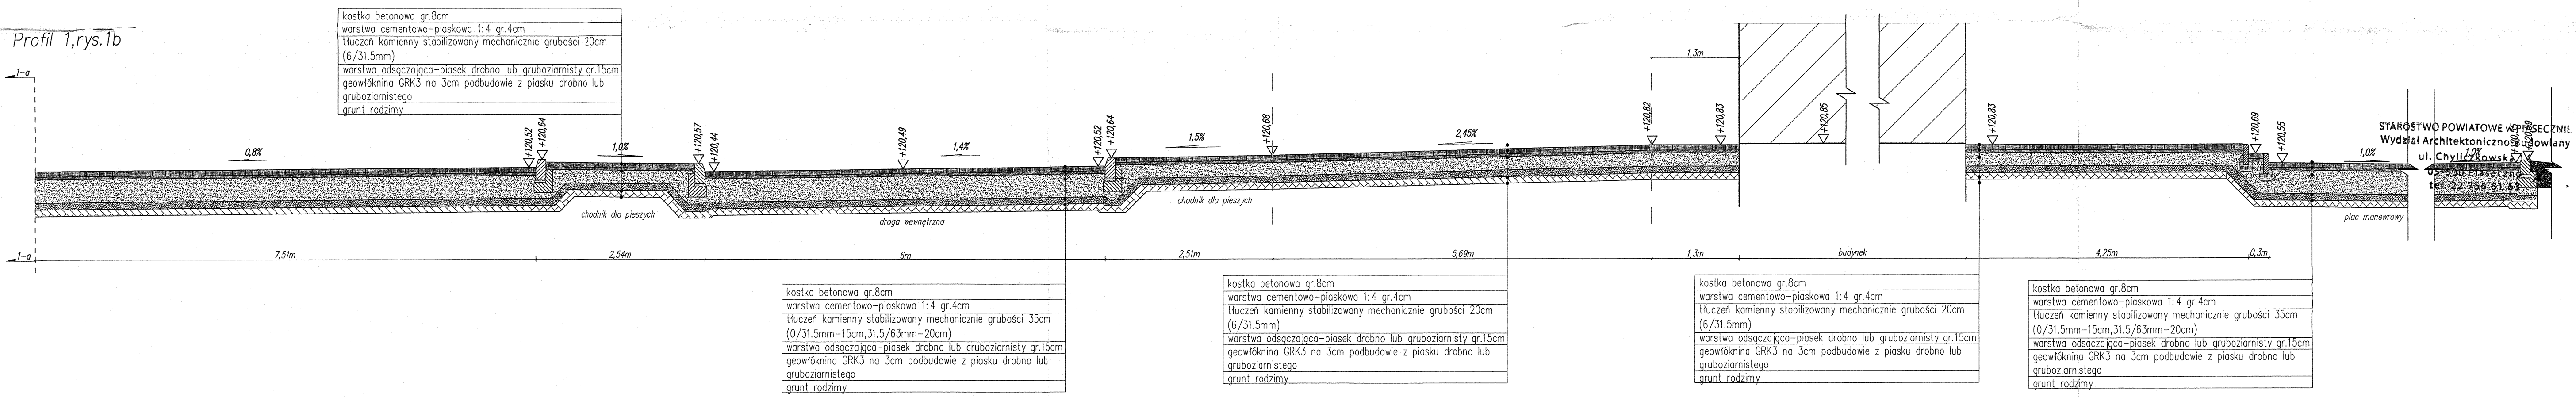 Profil 1,rys.1b
kostka betonowa gr.8cm
warstwa cementowo-piaskowa 1:4 gr.4cm
tłuczeń kamienny stabilizowany mechanicznie grubości 20cm
(6/31.5mm)
warstwa odsączająca-piasek drobno lub gruboziarnisty gr.15cm
geowłóknina GRK3 na 3cm podbudowie z piasku drobno lub
gruboziarnistego
grunt rodzimy
1-a
0,8%
+120,52
+120,64
1,0%
+120,57
+120,44
+120,49
1,4%
+120,52
+120,64
1,5%
+120,68
2,45%
+120,82
1,3m
+120,83
+120,85
+120,83
+120,69
+120,55
1,0%
1,0%
STAROSTWO POWIATOWE w PIASECZNIE
Wydział Architektoniczno-Budowlany
ul. Chyliczkowska
05-500 Piaseczno
tel. 22 756 61 63
chodnik dla pieszych
droga wewnętrzna
chodnik dla pieszych
plac manewrowy
1-a
7,51m
2,54m
6m
2,51m
5,69m
1,3m
budynek
4,25m
0,3m
kostka betonowa gr.8cm
warstwa cementowo-piaskowa 1:4 gr.4cm
tłuczeń kamienny stabilizowany mechanicznie grubości 35cm
(0/31.5mm-15cm,31.5/63mm-20cm)
warstwa odsączająca-piasek drobno lub gruboziarnisty gr.15cm
geowłóknina GRK3 na 3cm podbudowie z piasku drobno lub
gruboziarnistego
grunt rodzimy
kostka betonowa gr.8cm
warstwa cementowo-piaskowa 1:4 gr.4cm
tłuczeń kamienny stabilizowany mechanicznie grubości 20cm
(6/31.5mm)
warstwa odsączająca-piasek drobno lub gruboziarnisty gr.15cm
geowłóknina GRK3 na 3cm podbudowie z piasku drobno lub
gruboziarnistego
grunt rodzimy
kostka betonowa gr.8cm
warstwa cementowo-piaskowa 1:4 gr.4cm
tłuczeń kamienny stabilizowany mechanicznie grubości 20cm
(6/31.5mm)
warstwa odsączająca-piasek drobno lub gruboziarnisty gr.15cm
geowłóknina GRK3 na 3cm podbudowie z piasku drobno lub
gruboziarnistego
grunt rodzimy
kostka betonowa gr.8cm
warstwa cementowo-piaskowa 1:4 gr.4cm
tłuczeń kamienny stabilizowany mechanicznie grubości 35cm
(0/31.5mm-15cm,31.5/63mm-20cm)
warstwa odsączająca-piasek drobno lub gruboziarnisty gr.15cm
geowłóknina GRK3 na 3cm podbudowie z piasku drobno lub
gruboziarnistego
grunt rodzimy